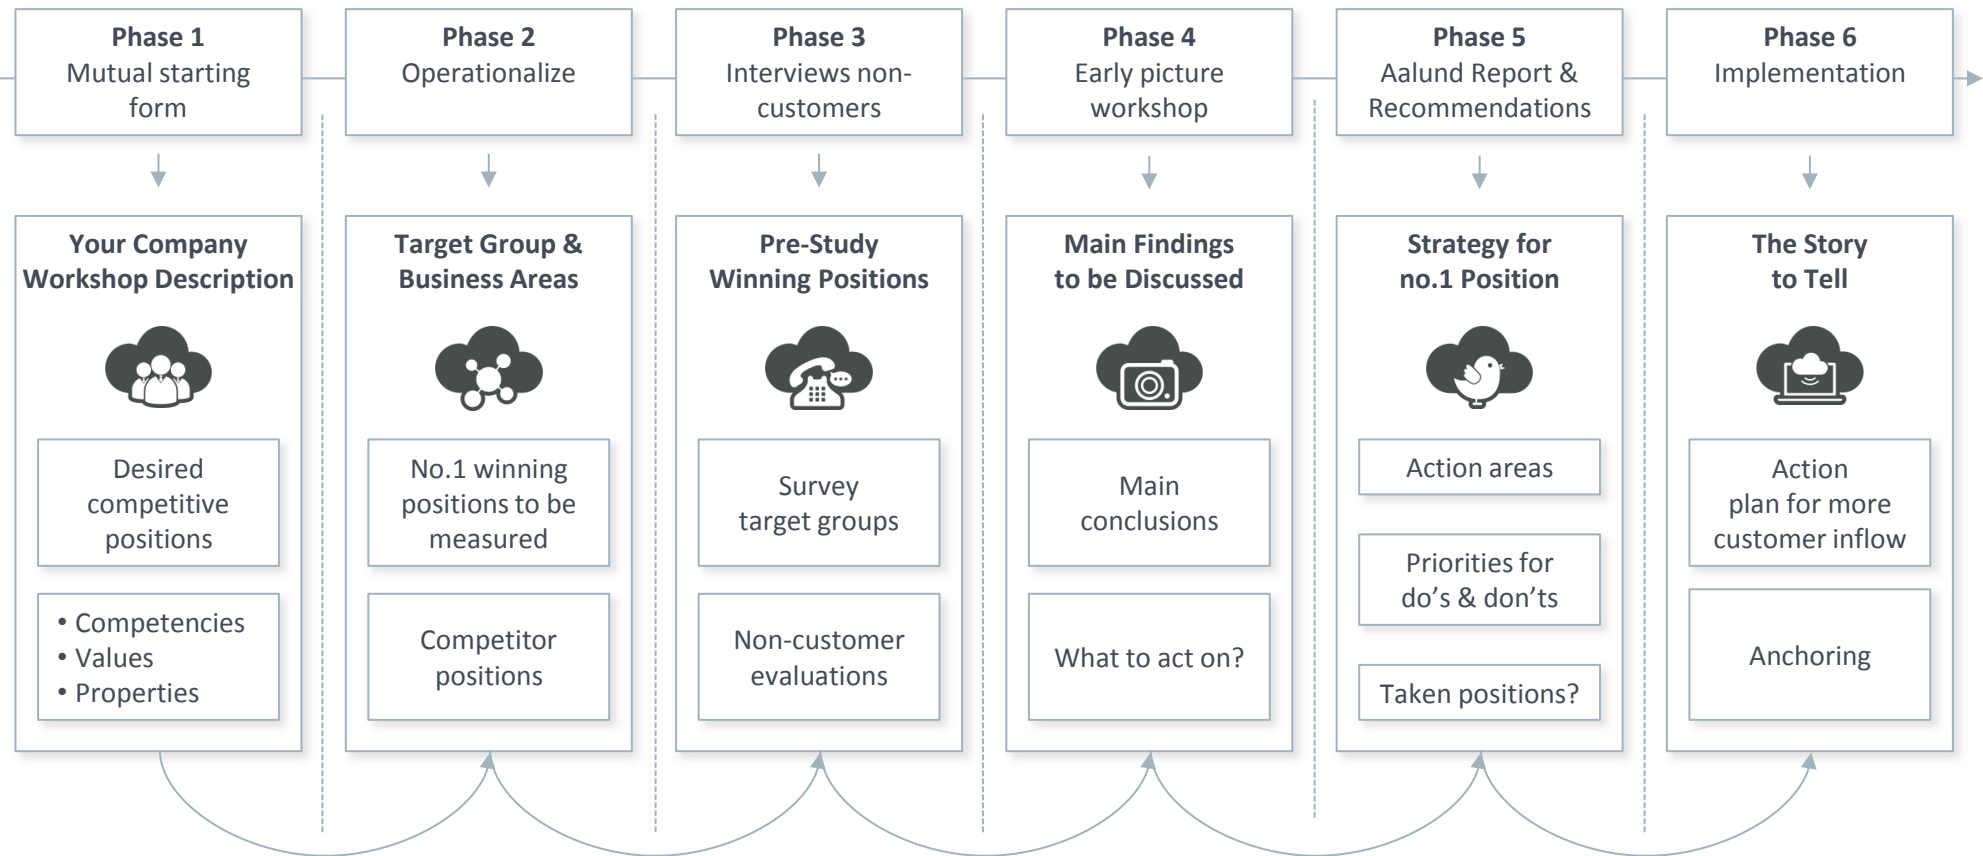 Phase 1
Mutual starting
form
Phase 2
Operationalize
Phase 3
Interviews non-
customers
Phase 4
Early picture
workshop
Phase 5
Aalund Report &
Recommendations
Phase 6
Implementation
Your Company
Workshop Description
Desired
competitive
positions
• Competencies
• Values
• Properties
Target Group &
Business Areas
No.1 winning
positions to be
measured
Competitor
positions
Pre-Study
Winning Positions
Survey
target groups
Non-customer
evaluations
Main Findings
to be Discussed
Main
conclusions
What to act on?
Strategy for
no.1 Position
Action areas
Priorities for
do’s & don’ts
Taken positions?
The Story
to Tell
Action
plan for more
customer inflow
Anchoring